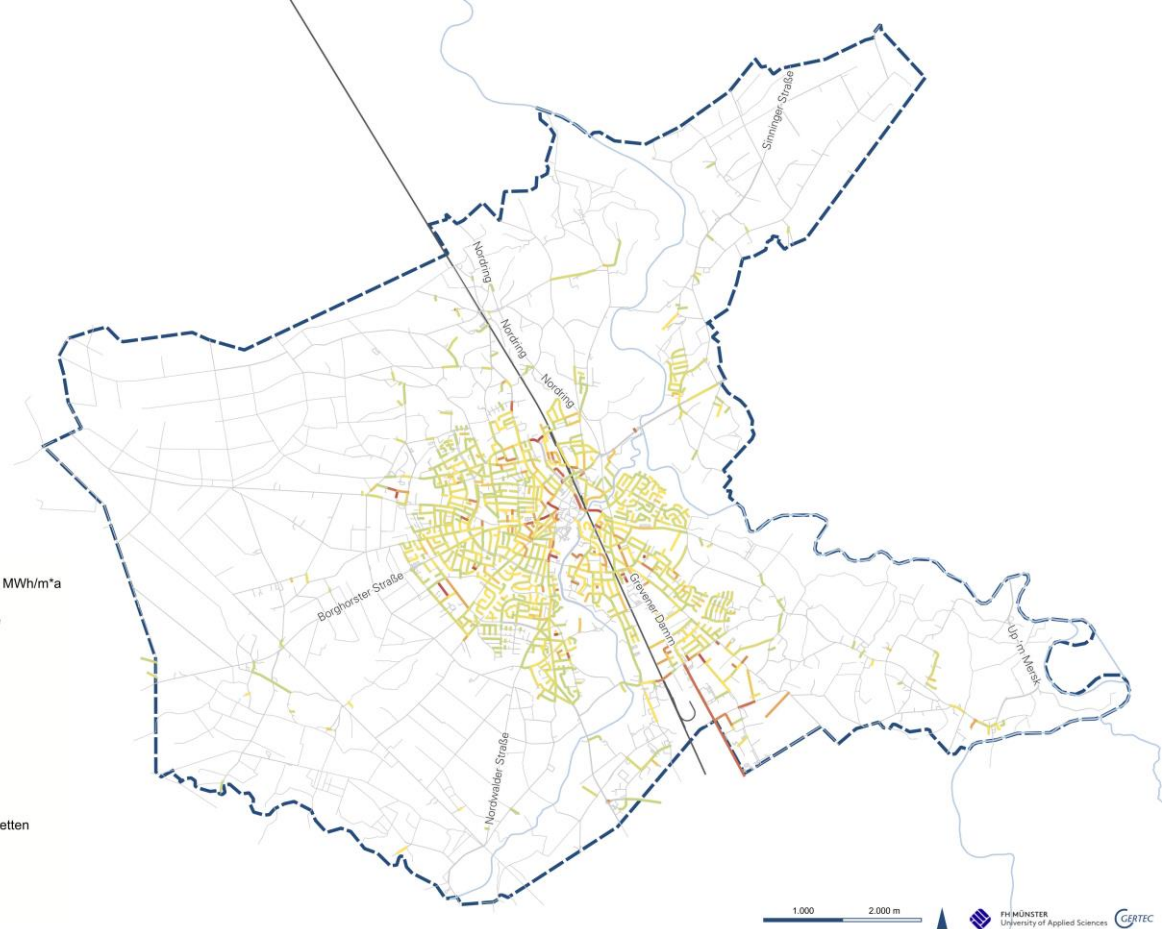 Sinninger Straße
Nordring
Nordring
Nordring
MWh/m*a
Borghorster Straße
Grevener Damm
Up 'm Mersk
Nordwalder Straße
etten
1.000
2.000 m
FH MÜNSTER
University of Applied Sciences
GERTEC